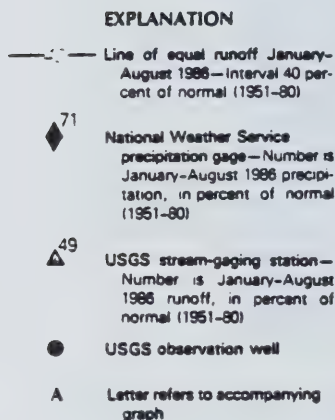 EXPLANATION
Line of equal runoff January–
August 1986—Interval 40 per-
cent of normal (1951–80)
71
National Weather Service
precipitation gage—Number is
January–August 1986 precipi-
tation, in percent of normal
(1951–80)
49
USGS stream-gaging station—
Number is January–August
1986 runoff, in percent of
normal (1951–80)
USGS observation well
A Letter refers to accompanying
graph